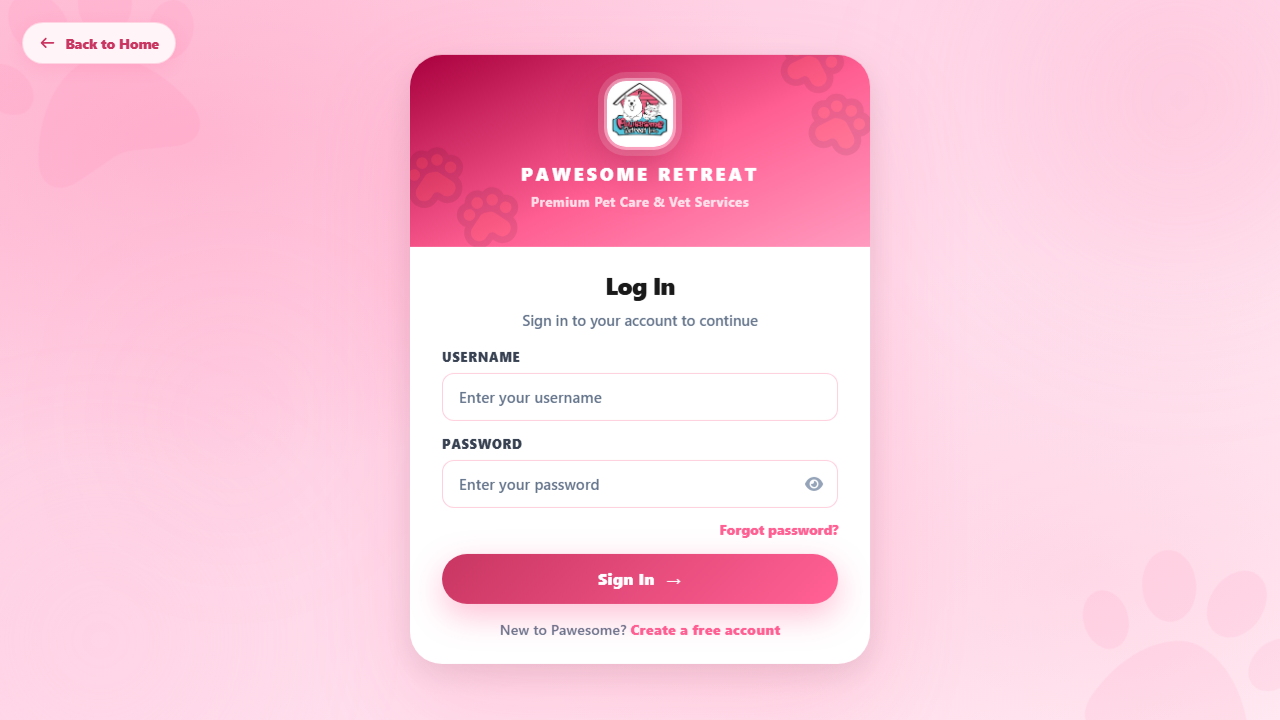 Back to Home
PAWESOME RETREAT
Premium Pet Care & Vet Services
Log In
Sign in to your account to continue
USERNAME
Enter your username
PASSWORD
Enter your password
Forgot password?
Sign In →
New to Pawesome? Create a free account